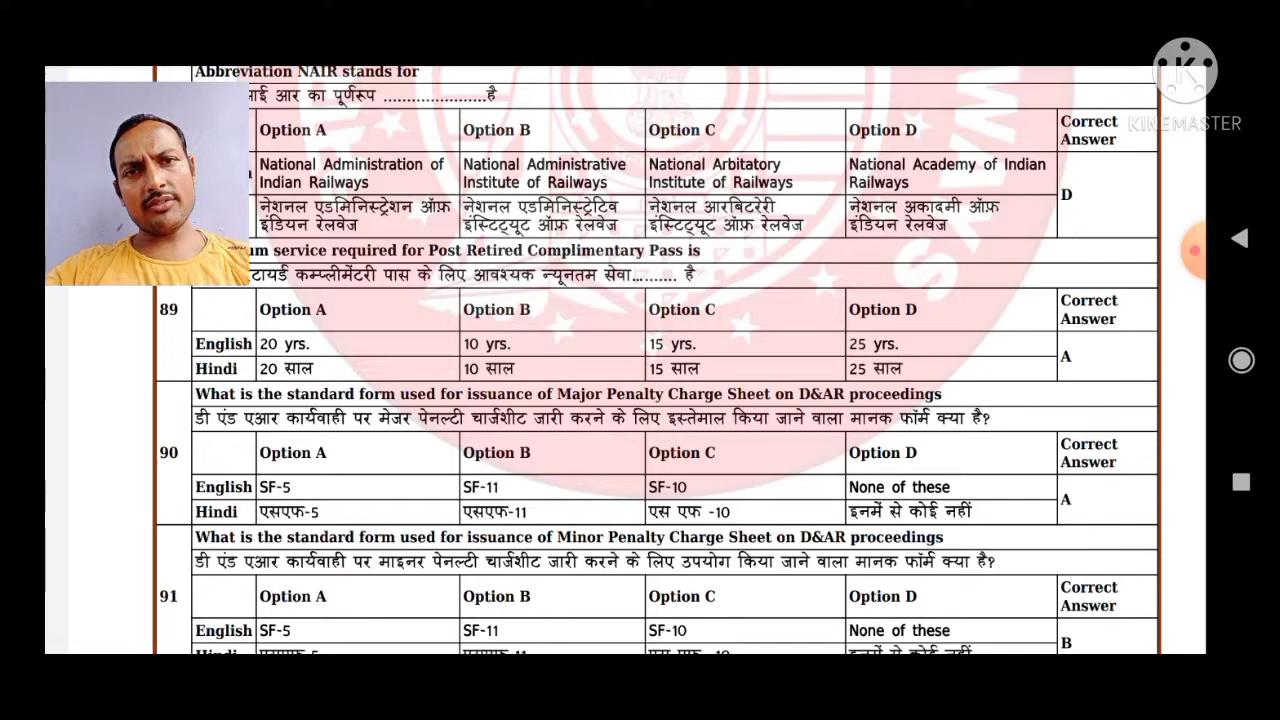 Abbreviation NAIR stands for
आई आर का पूर्णरूप ......................है
Option A Option B Option C Option D Correct Answer
National Administration of Indian Railways National Administrative Institute of Railways National Arbitatory Institute of Railways National Academy of Indian Railways D
नेशनल एडमिनिस्ट्रेशन ऑफ़ इंडियन रेलवेज नेशनल एडमिनिस्ट्रेटिव इंस्टिट्यूट ऑफ़ रेलवेज नेशनल आरबिटरेरी इंस्टिट्यूट ऑफ़ रेलवेज नेशनल अकादमी ऑफ़ इंडियन रेलवेज
service required for Post Retired Complimentary Pass is
कम्प्लीमेंटरी पास के लिए आवश्यक न्यूनतम सेवा.......... है
89 Option A Option B Option C Option D Correct Answer
English 20 yrs. 10 yrs. 15 yrs. 25 yrs. A
Hindi 20 साल 10 साल 15 साल 25 साल
What is the standard form used for issuance of Major Penalty Charge Sheet on D&AR proceedings
डी एंड एआर कार्यवाही पर मेजर पेनल्टी चार्जशीट जारी करने के लिए इस्तेमाल किया जाने वाला मानक फॉर्म क्या है?
90 Option A Option B Option C Option D Correct Answer
English SF-5 SF-11 SF-10 None of these A
Hindi एसएफ-5 एसएफ-11 एस एफ -10 इनमें से कोई नहीं
What is the standard form used for issuance of Minor Penalty Charge Sheet on D&AR proceedings
डी एंड एआर कार्यवाही पर माइनर पेनल्टी चार्जशीट जारी करने के लिए उपयोग किया जाने वाला मानक फॉर्म क्या है?
91 Option A Option B Option C Option D Correct Answer
English SF-5 SF-11 SF-10 None of these B
KINEMASTER